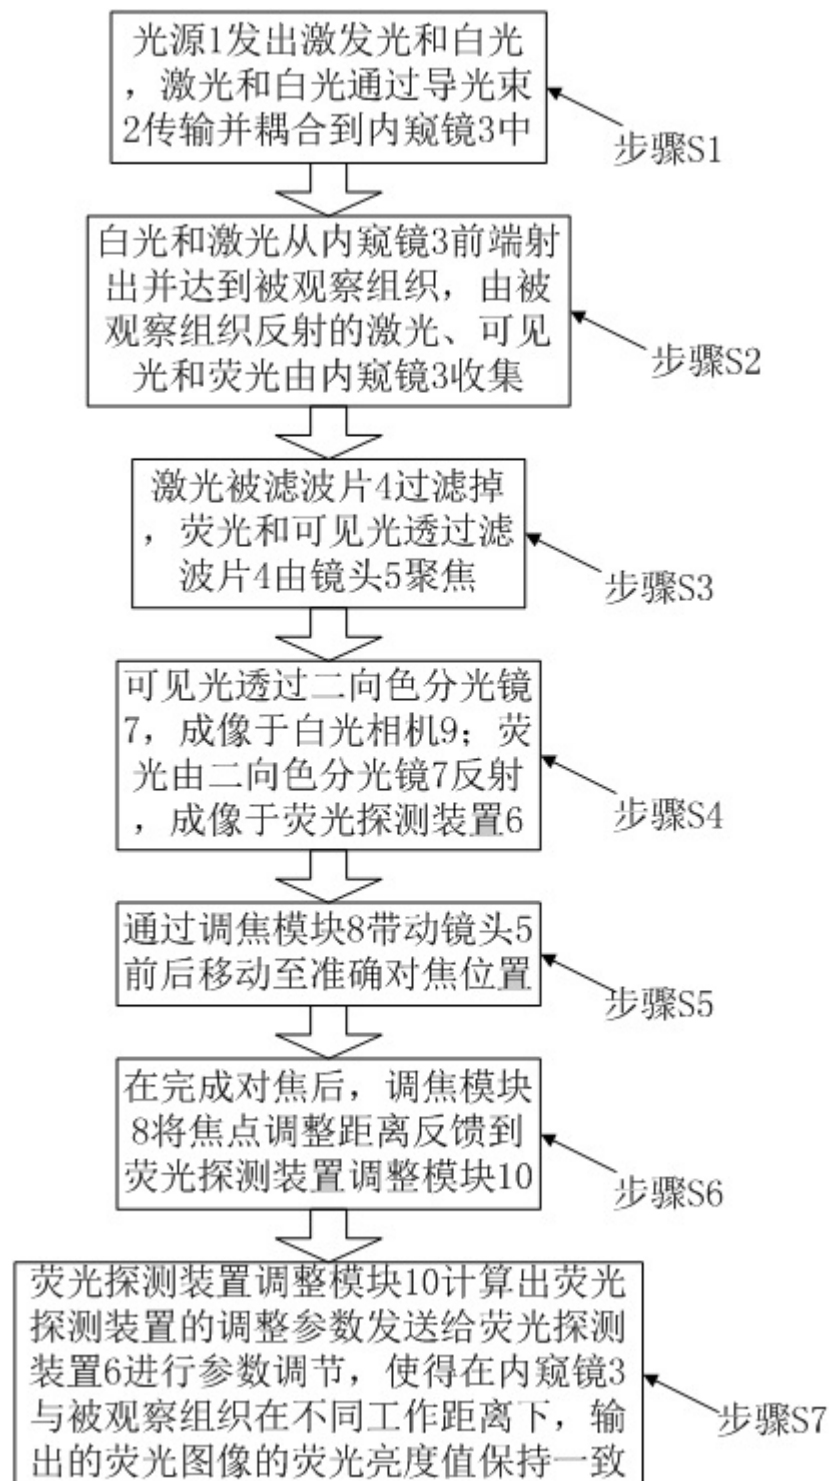 光源1发出激发光和白光
，激光和白光通过导光束
2传输并耦合到内窥镜3中
步骤S1
白光和激光从内窥镜3前端射
出并达到被观察组织，由被
观察组织反射的激光、可见
光和荧光由内窥镜3收集
步骤S2
激光被滤波片4过滤掉
，荧光和可见光透过滤
波片4由镜头5聚焦
步骤S3
可见光透过二向色分光镜
7，成像于白光相机9；荧
光由二向色分光镜7反射
，成像于荧光探测装置6
步骤S4
通过调焦模块8带动镜头5
前后移动至准确对焦位置
步骤S5
在完成对焦后，调焦模块
8将焦点调整距离反馈到
荧光探测装置调整模块10
步骤S6
荧光探测装置调整模块10计算出荧光
探测装置的调整参数发送给荧光探测
装置6进行参数调节，使得在内窥镜3
与被观察组织在不同工作距离下，输
出的荧光图像的荧光亮度值保持一致
步骤S7